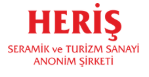 HERİŞ
SERAMİK ve TURİZM SANAYİ
ANONİM ŞİRKETİ